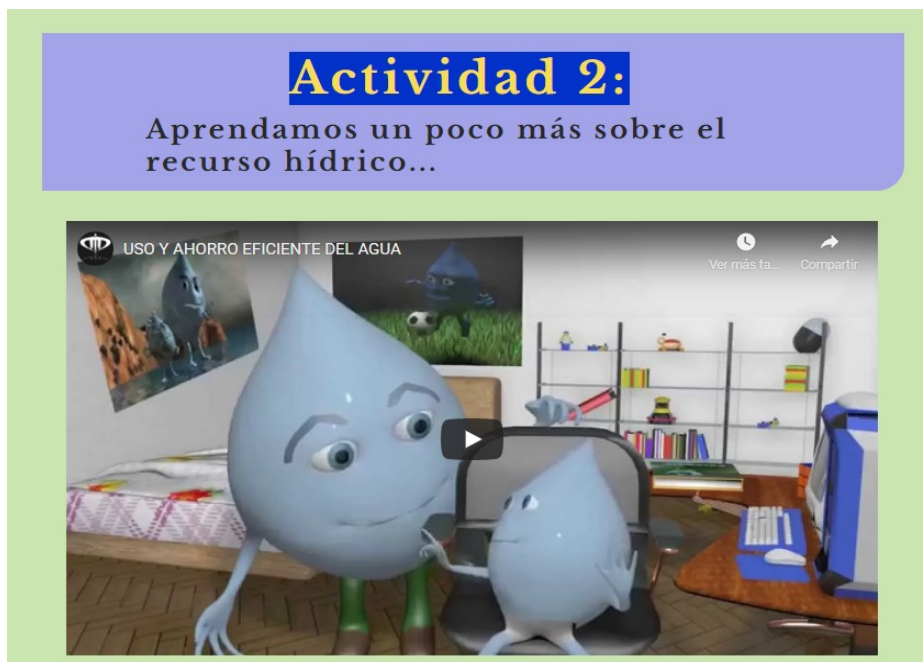 Actividad 2:
Aprendamos un poco más sobre el
recurso hídrico...
USO Y AHORRO EFICIENTE DEL AGUA
Ver más ta...
Compartir